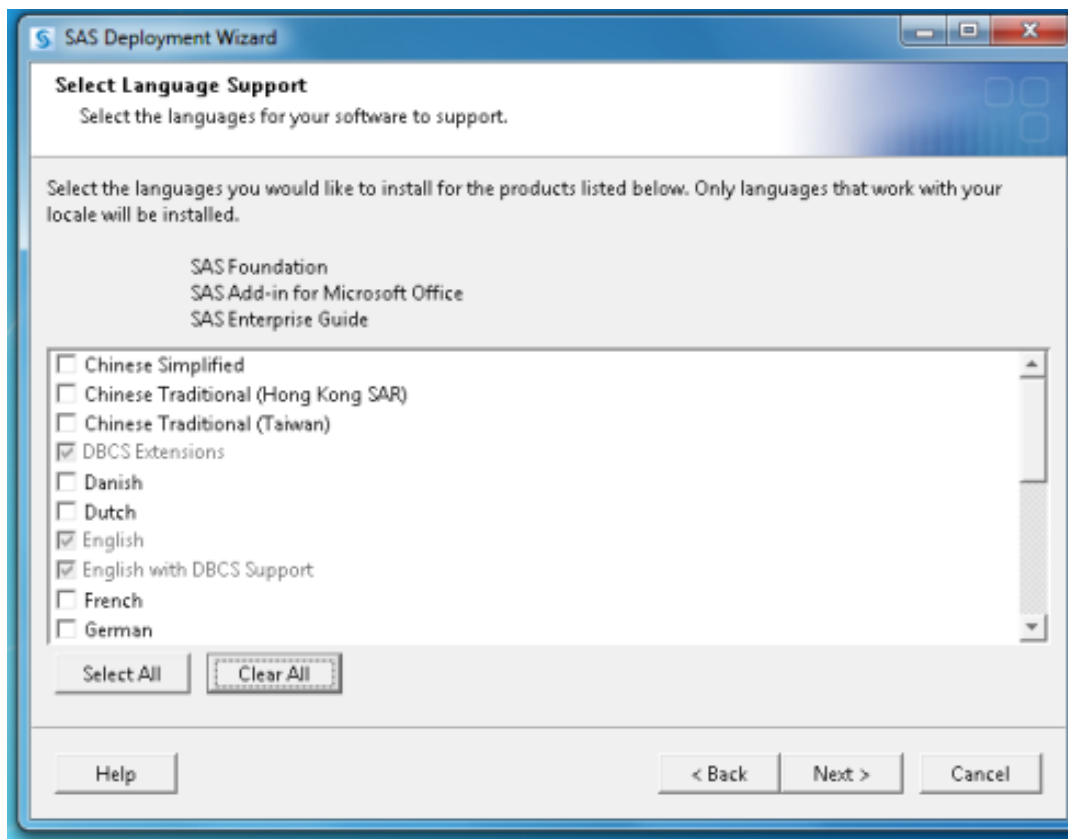 SAS Deployment Wizard
Select Language Support
Select the languages for your software to support.
Select the languages you would like to install for the products listed below. Only languages that work with your
locale will be installed.
SAS Foundation
SAS Add-in for Microsoft Office
SAS Enterprise Guide
Chinese Simplified
Chinese Traditional (Hong Kong SAR)
Chinese Traditional (Taiwan)
DBCS Extensions
Danish
Dutch
English
English with DBCS Support
French
German
Select All Clear All
Help < Back Next > Cancel